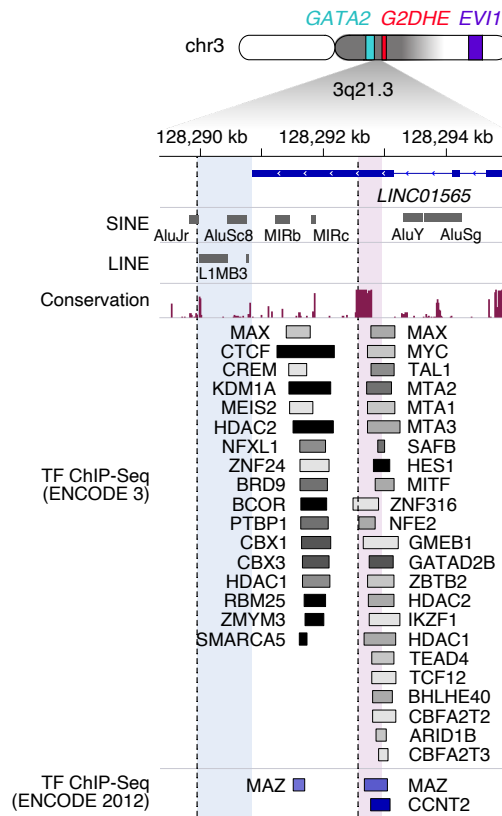 GATA2 G2DHE EVI1
chr3
3q21.3
128,290 kb 128,292 kb 128,294 kb
LINC01565
SINE
AluJr AluSc8 MIRb MIRc AluY AluSg
LINE
L1MB3
Conservation
MAX MAX
CTCF MYC
CREM TAL1
KDM1A MTA2
MEIS2 MTA1
HDAC2 MTA3
NFXL1 SAFB
ZNF24 HES1
TF ChIP-Seq
(ENCODE 3)
BRD9 MITF
BCOR ZNF316
PTBP1 NFE2
CBX1 GMEB1
CBX3 GATAD2B
HDAC1 ZBTB2
RBM25 HDAC2
ZMYM3 IKZF1
SMARCA5 HDAC1
TEAD4
TCF12
BHLHE40
CBFA2T2
ARID1B
CBFA2T3
TF ChIP-Seq
(ENCODE 2012)
MAZ MAZ
CCNT2